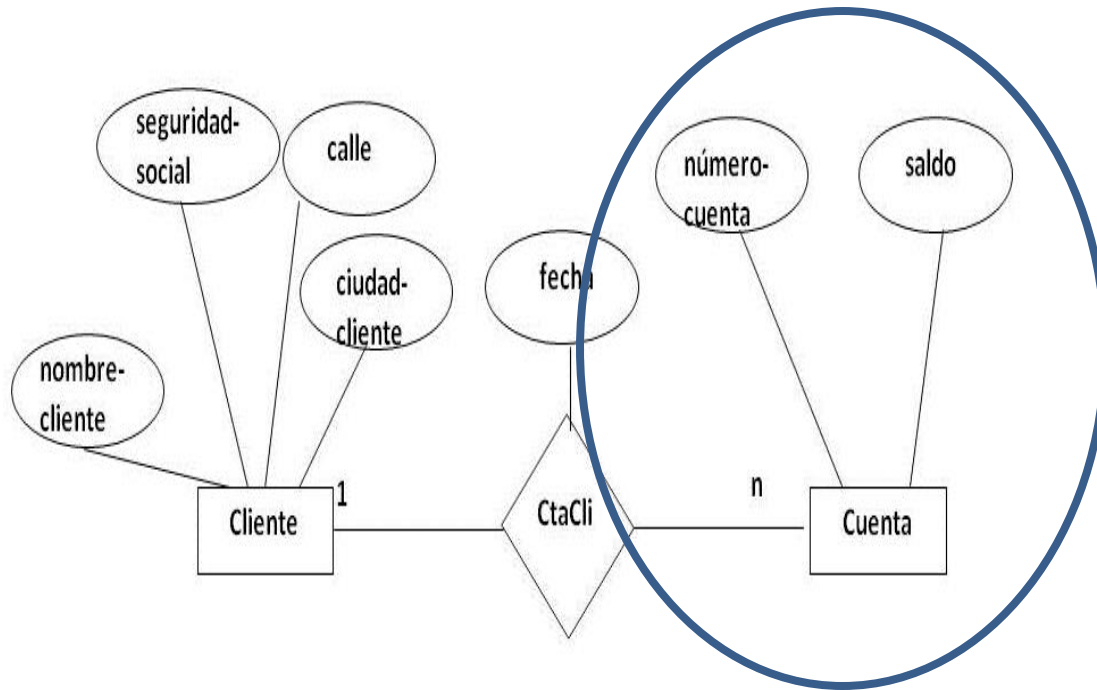 seguridad-
social
calle
número-
cuenta
saldo
fecha
ciudad-
cliente
nombre-
cliente
1
n
Cliente
CtaCli
Cuenta